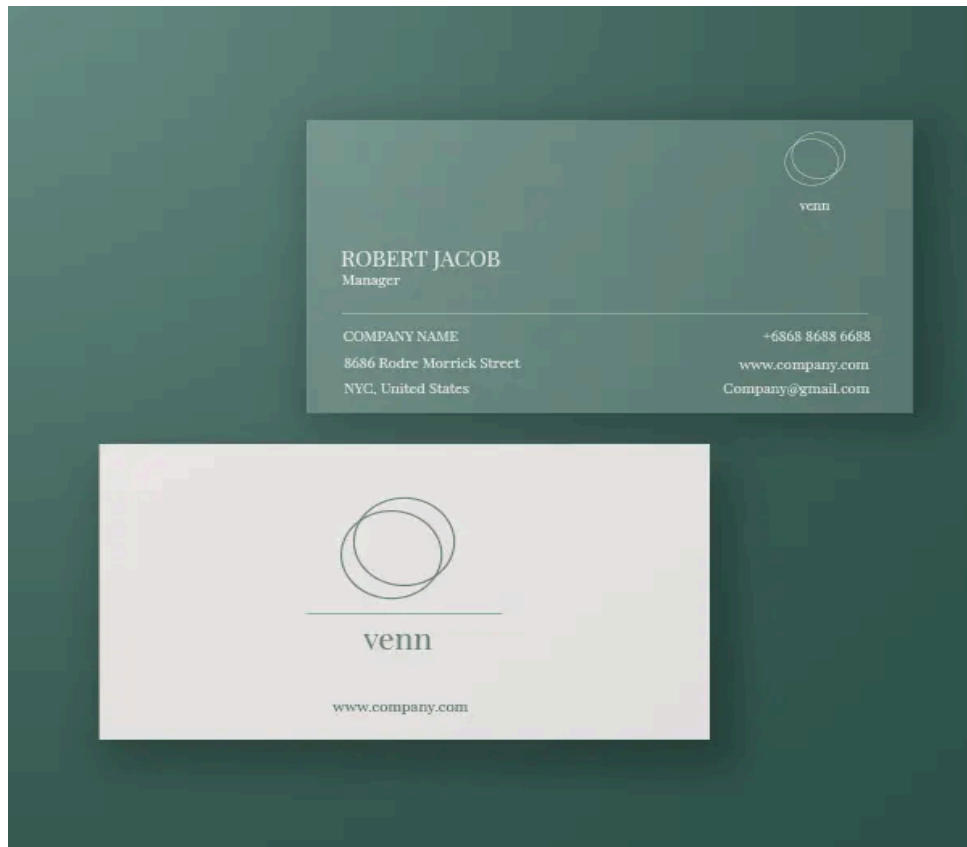 venn
ROBERT JACOB
Manager
COMPANY NAME
8686 Rodre Morrick Street
NYC, United States
+6868 8688 6688
www.company.com
Company@gmail.com
venn
www.company.com